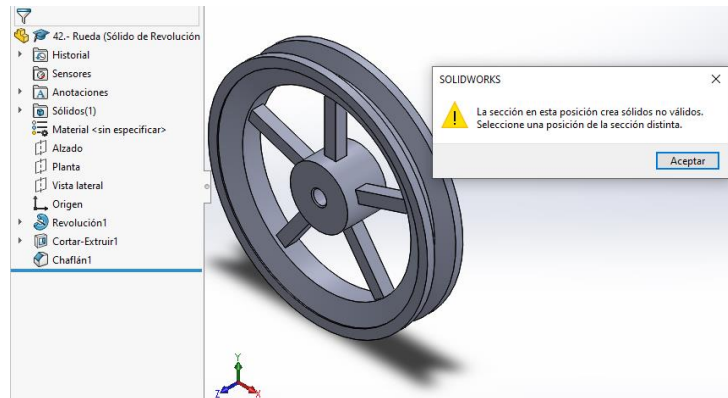 42.- Rueda (Sólido de Revolución
Historial
Sensores
Anotaciones
Sólidos(1)
Material <sin especificar>
Alzado
Planta
Vista lateral
Origen
Revolución1
Cortar-Extruir1
Chaflán1
SOLIDWORKS
La sección en esta posición crea sólidos no válidos.
Seleccione una posición de la sección distinta.
Aceptar
Y
Z
X